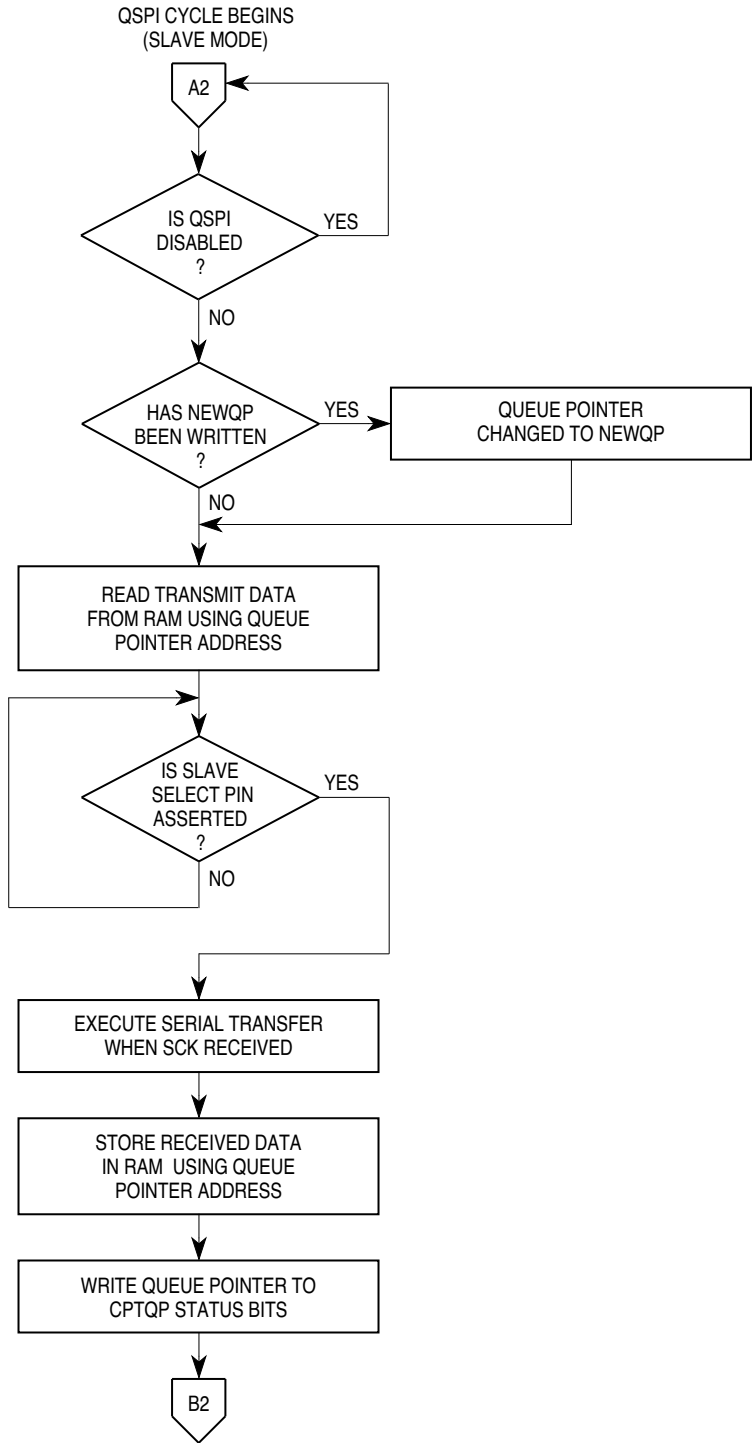 QSPI CYCLE BEGINS
(SLAVE MODE)
A2
IS QSPI
DISABLED
?
YES
NO
HAS NEWQP
BEEN WRITTEN
?
YES
QUEUE POINTER
CHANGED TO NEWQP
NO
READ TRANSMIT DATA
FROM RAM USING QUEUE
POINTER ADDRESS
IS SLAVE
SELECT PIN
ASSERTED
?
YES
NO
EXECUTE SERIAL TRANSFER
WHEN SCK RECEIVED
STORE RECEIVED DATA
IN RAM  USING QUEUE
POINTER ADDRESS
WRITE QUEUE POINTER TO
CPTQP STATUS BITS
B2